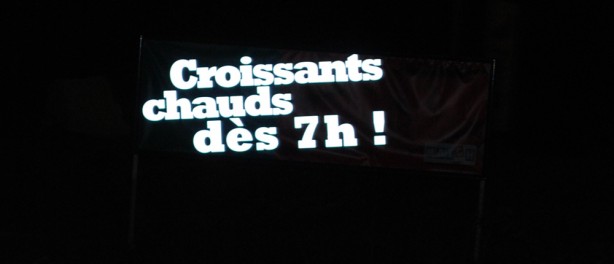 Croissants
chauds
dès 7h !